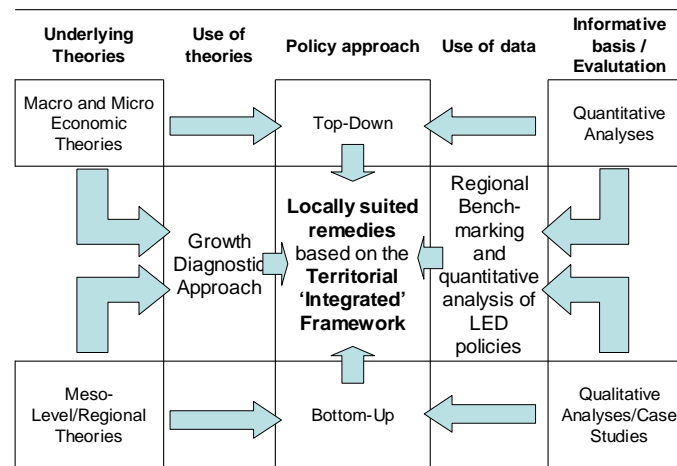 Underlying
Theories
Use of
theories
Policy approach
Use of data
Informative
basis /
Evalutation
Macro and Micro
Economic
Theories
Top-Down
Quantitative
Analyses
Growth
Diagnostic
Approach
Locally suited
remedies
based on the
Territorial
‘Integrated’
Framework
Regional
Bench-
marking
and
quantitative
analysis of
LED
policies
Meso-
Level/Regional
Theories
Bottom-Up
Qualitative
Analyses/Case
Studies